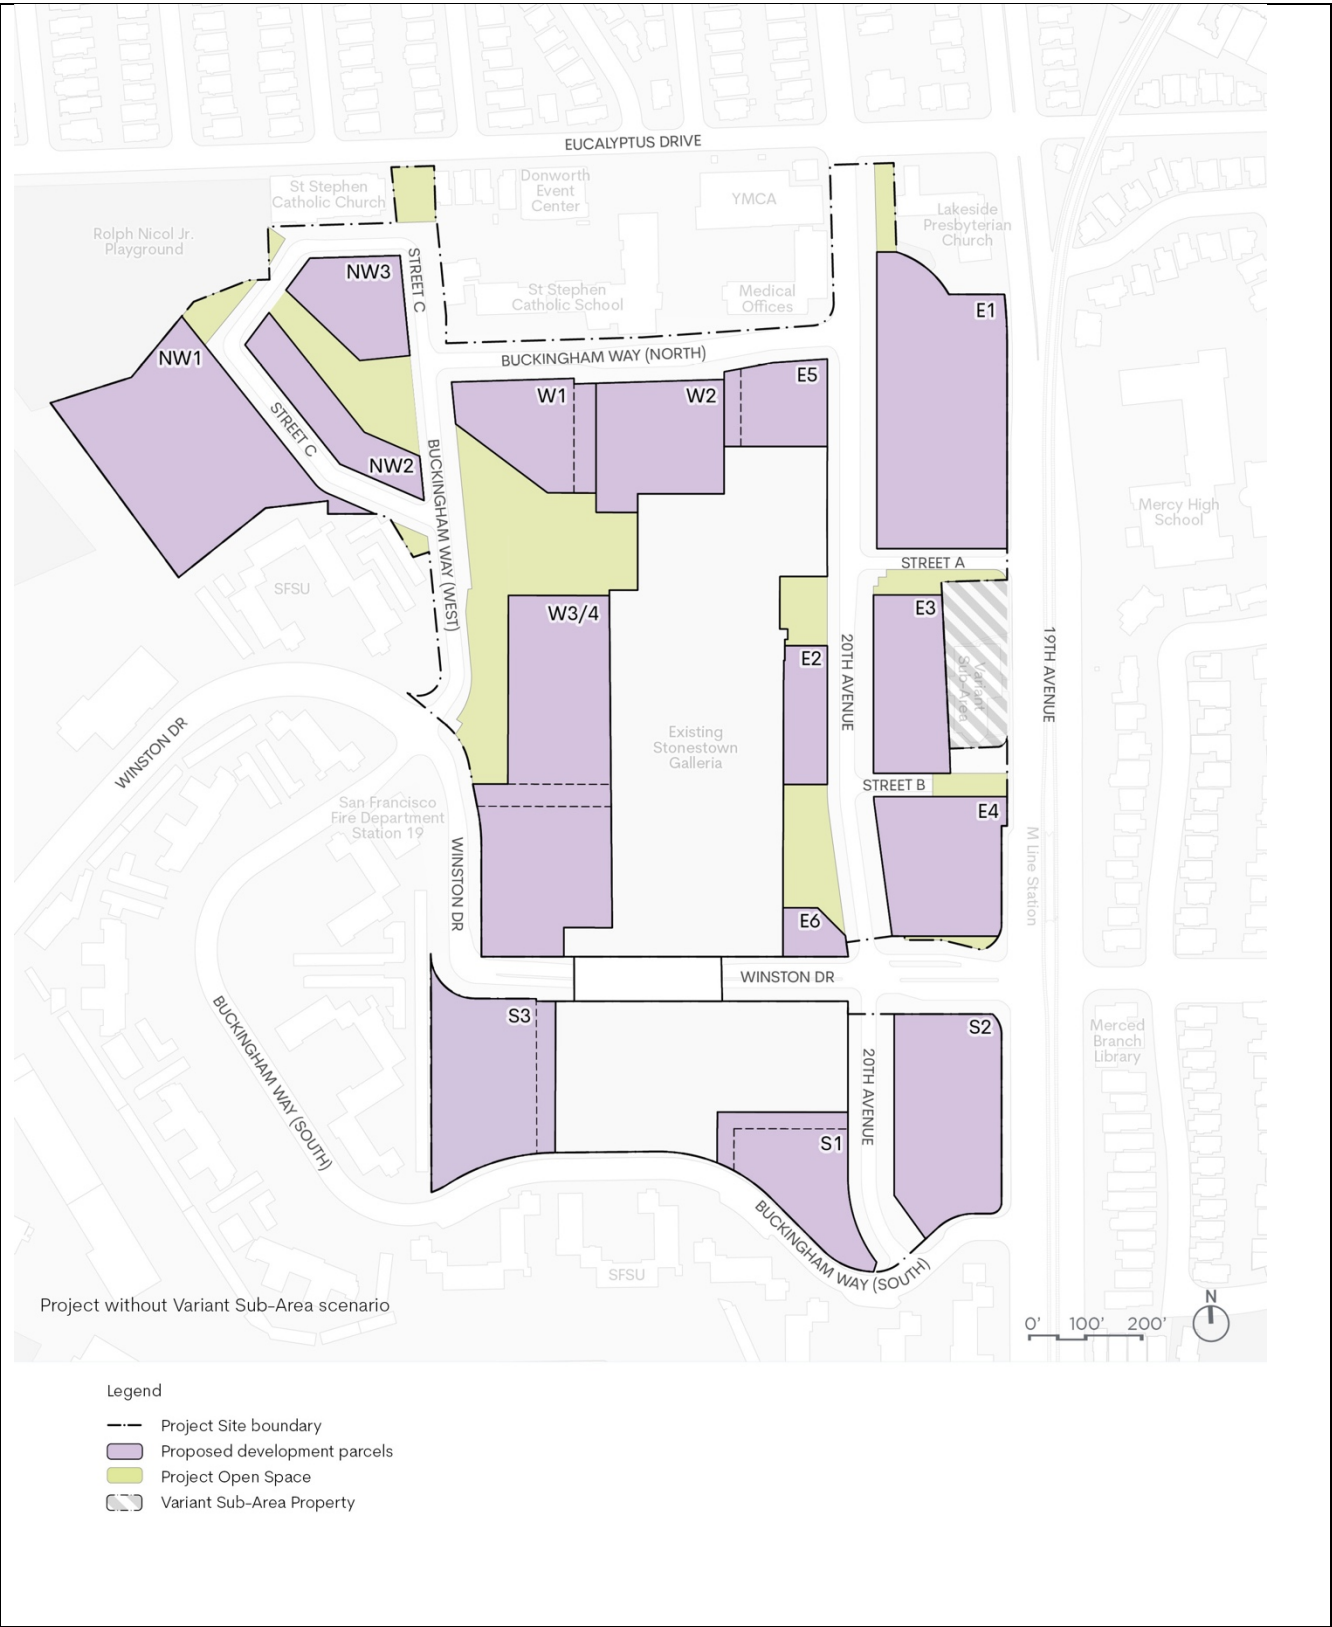 EUCALYPTUS DRIVE
St Stephen
Catholic Church
Donworth
Event
Center
YMCA
Lakeside
Presbyterian
Church
Rolph Nicol Jr.
Playground
NW3
STREET C
St Stephen
Catholic School
Medical
Offices
E1
NW1
BUCKINGHAM WAY (NORTH)
W1
W2
E5
STREET C
NW2
BUCKINGHAM WAY (WEST)
Mercy High
School
STREET A
SFSU
W3/4
E3
E2
20TH AVENUE
Variant
Sub-Area
19TH AVENUE
WINSTON DR
Existing
Stonestown
Galleria
STREET B
San Francisco
Fire Department
Station 19
E4
WINSTON DR
M Line Station
E6
WINSTON DR
BUCKINGHAM WAY (SOUTH)
S3
S2
Merced
Branch
Library
20TH AVENUE
S1
BUCKINGHAM WAY (SOUTH)
SFSU
Project without Variant Sub-Area scenario
N
0' 100' 200'
Legend
Project Site boundary
Proposed development parcels
Project Open Space
Variant Sub-Area Property